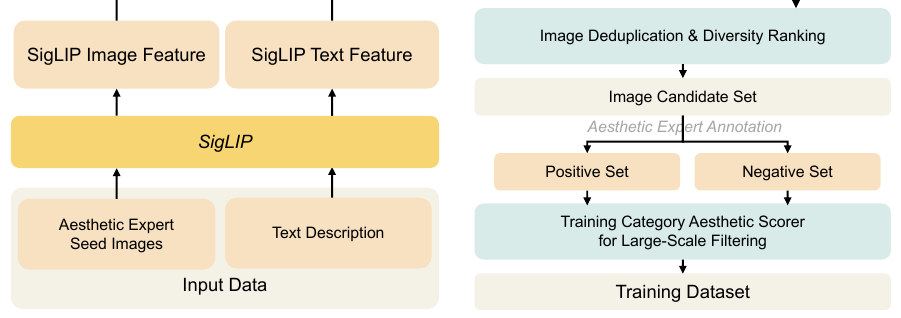 SigLIP Image Feature
SigLIP Text Feature
SigLIP
Aesthetic Expert
Seed Images
Text Description
Input Data
Image Deduplication & Diversity Ranking
Image Candidate Set
Aesthetic Expert Annotation
Positive Set
Negative Set
Training Category Aesthetic Scorer
for Large-Scale Filtering
Training Dataset